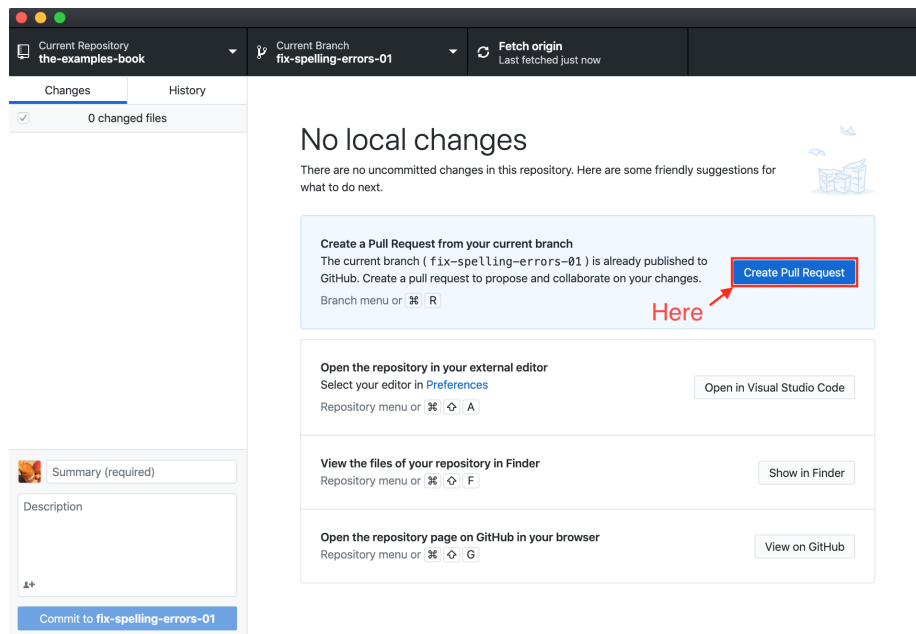 Current Repository
the-examples-book
Current Branch
fix-spelling-errors-01
Fetch origin
Last fetched just now
Changes
History
0 changed files
No local changes
There are no uncommitted changes in this repository. Here are some friendly suggestions for
what to do next.
Create a Pull Request from your current branch
The current branch ( fix-spelling-errors-01 ) is already published to
GitHub. Create a pull request to propose and collaborate on your changes.
Branch menu or ⌘ R
Create Pull Request
Here
Open the repository in your external editor
Select your editor in Preferences
Repository menu or ⌘ ⇧ A
Open in Visual Studio Code
View the files of your repository in Finder
Repository menu or ⌘ ⇧ F
Show in Finder
Open the repository page on GitHub in your browser
Repository menu or ⌘ ⇧ G
View on GitHub
Summary (required)
Description
Commit to fix-spelling-errors-01